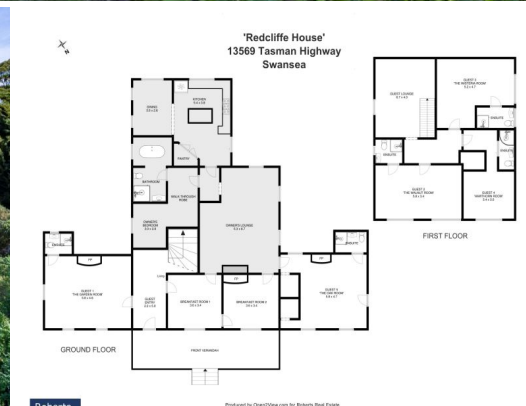 'Redcliffe House'
13569 Tasman Highway
Swansea
DINING
KITCHEN
PANTRY
BATHROOM
WALK THROUGH
ROBE
OWNERS
BEDROOM
OWNERS LOUNGE
ENSUITE
GUEST 1
'THE GARDEN ROOM'
GUEST
ENTRY
BREAKFAST ROOM 1
BREAKFAST ROOM 2
ENSUITE
GUEST 5
'THE OAK ROOM'
FRONT VERANDAH
GROUND FLOOR
GUEST LOUNGE
GUEST 3
'THE WISTERIA ROOM'
ENSUITE
ENSUITE
ENSUITE
GUEST 2
'THE WALNUT ROOM'
GUEST 4
'HAWTHORN ROOM'
FIRST FLOOR
Roberts
Produced by Open2View.com for Roberts Real Estate